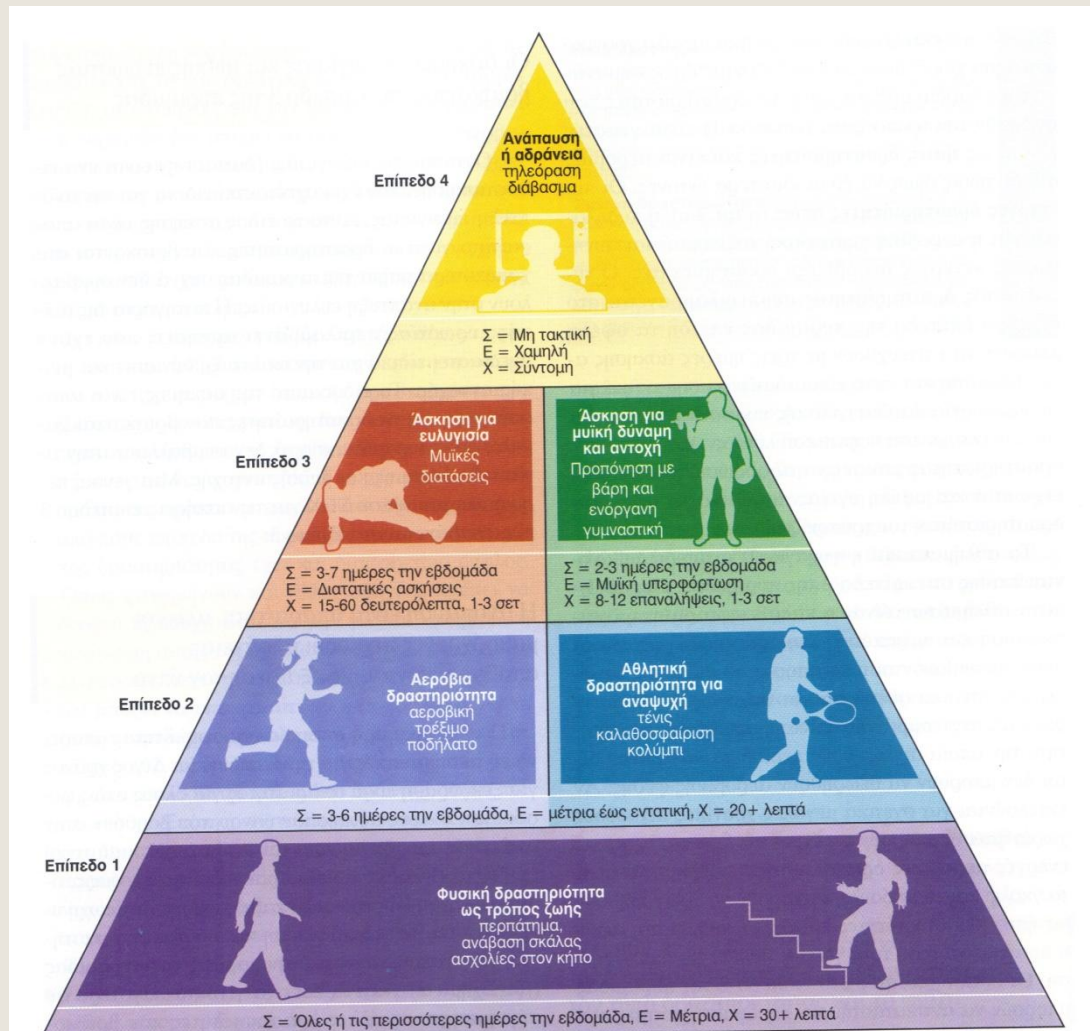 Επίπεδο 4
Ανάπαυση
ή αδράνεια
τηλεόραση
διάβασμα
Σ = Μη τακτική
Ε = Χαμηλή
Χ = Σύντομη
Επίπεδο 3
Άσκηση για
ευλυγισία
Μυϊκές
διατάσεις
Σ = 3-7 ημέρες την εβδομάδα
Ε = Διατατικές ασκήσεις
Χ = 15-60 δευτερόλεπτα, 1-3 σετ
Άσκηση για
μυϊκή δύναμη
και αντοχή
Προπόνηση με
βάρη και
ενόργανη
γυμναστική
Σ = 2-3 ημέρες την εβδομάδα
Ε = Μυϊκή υπερφόρτωση
Χ = 8-12 επαναλήψεις, 1-3 σετ
Επίπεδο 2
Αερόβια
δραστηριότητα
αεροβική
τρέξιμο
ποδήλατο
Αθλητική
δραστηριότητα για
αναψυχή
τένις
καλαθοσφαίριση
κολύμπι
Σ = 3-6 ημέρες την εβδομάδα, Ε = μέτρια έως εντατική, Χ = 20+ λεπτά
Επίπεδο 1
Φυσική δραστηριότητα
ως τρόπος ζωής
περπάτημα,
ανάβαση σκάλας
ασχολίες στον κήπο
Σ = Όλες ή τις περισσότερες ημέρες την εβδομάδα, Ε = Μέτρια, Χ = 30+ λεπτά